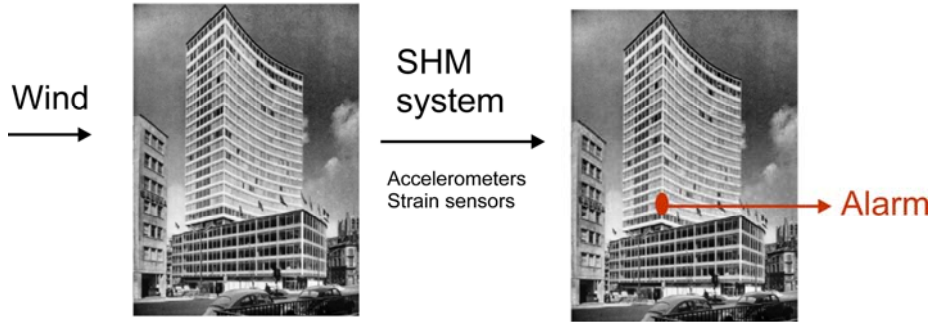 Wind
SHM
system
Accelerometers
Strain sensors
Alarm